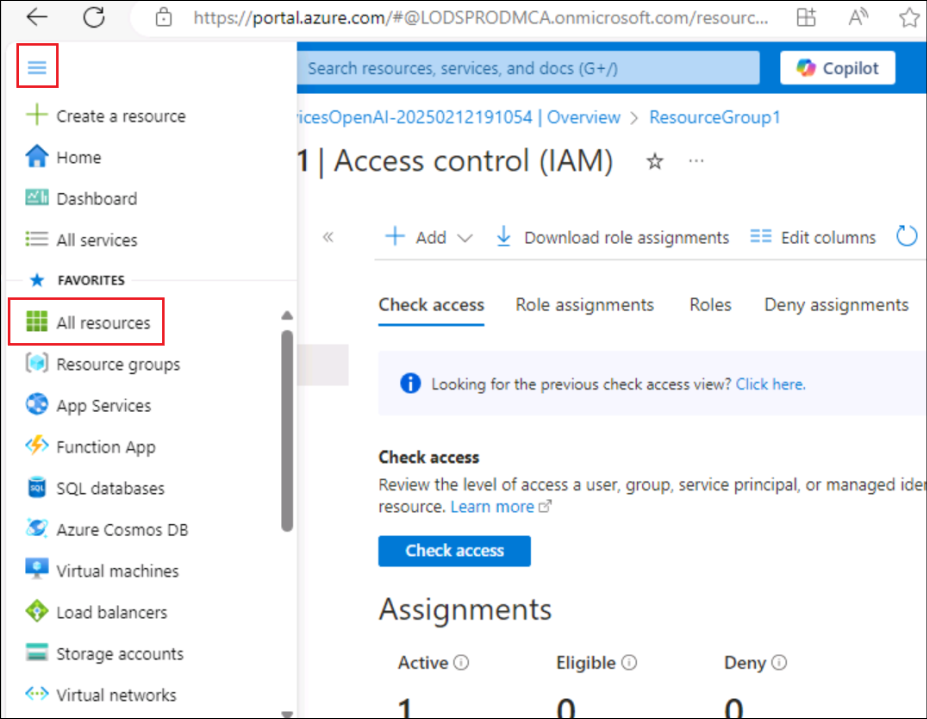 https://portal.azure.com/#@LODSPRODMCA.onmicrosoft.com/resourc...
Search resources, services, and docs (G+/)
Copilot
Create a resource
Home
Dashboard
All services
FAVORITES
All resources
Resource groups
App Services
Function App
SQL databases
Azure Cosmos DB
Virtual machines
Load balancers
Storage accounts
Virtual networks
vicesOpenAI-20250212191054 | Overview > ResourceGroup1
1 | Access control (IAM)
Add
Download role assignments
Edit columns
Check access
Role assignments
Roles
Deny assignments
Looking for the previous check access view? Click here.
Check access
Review the level of access a user, group, service principal, or managed iden
resource. Learn more
Check access
Assignments
Active
Eligible
Deny
1
0
0